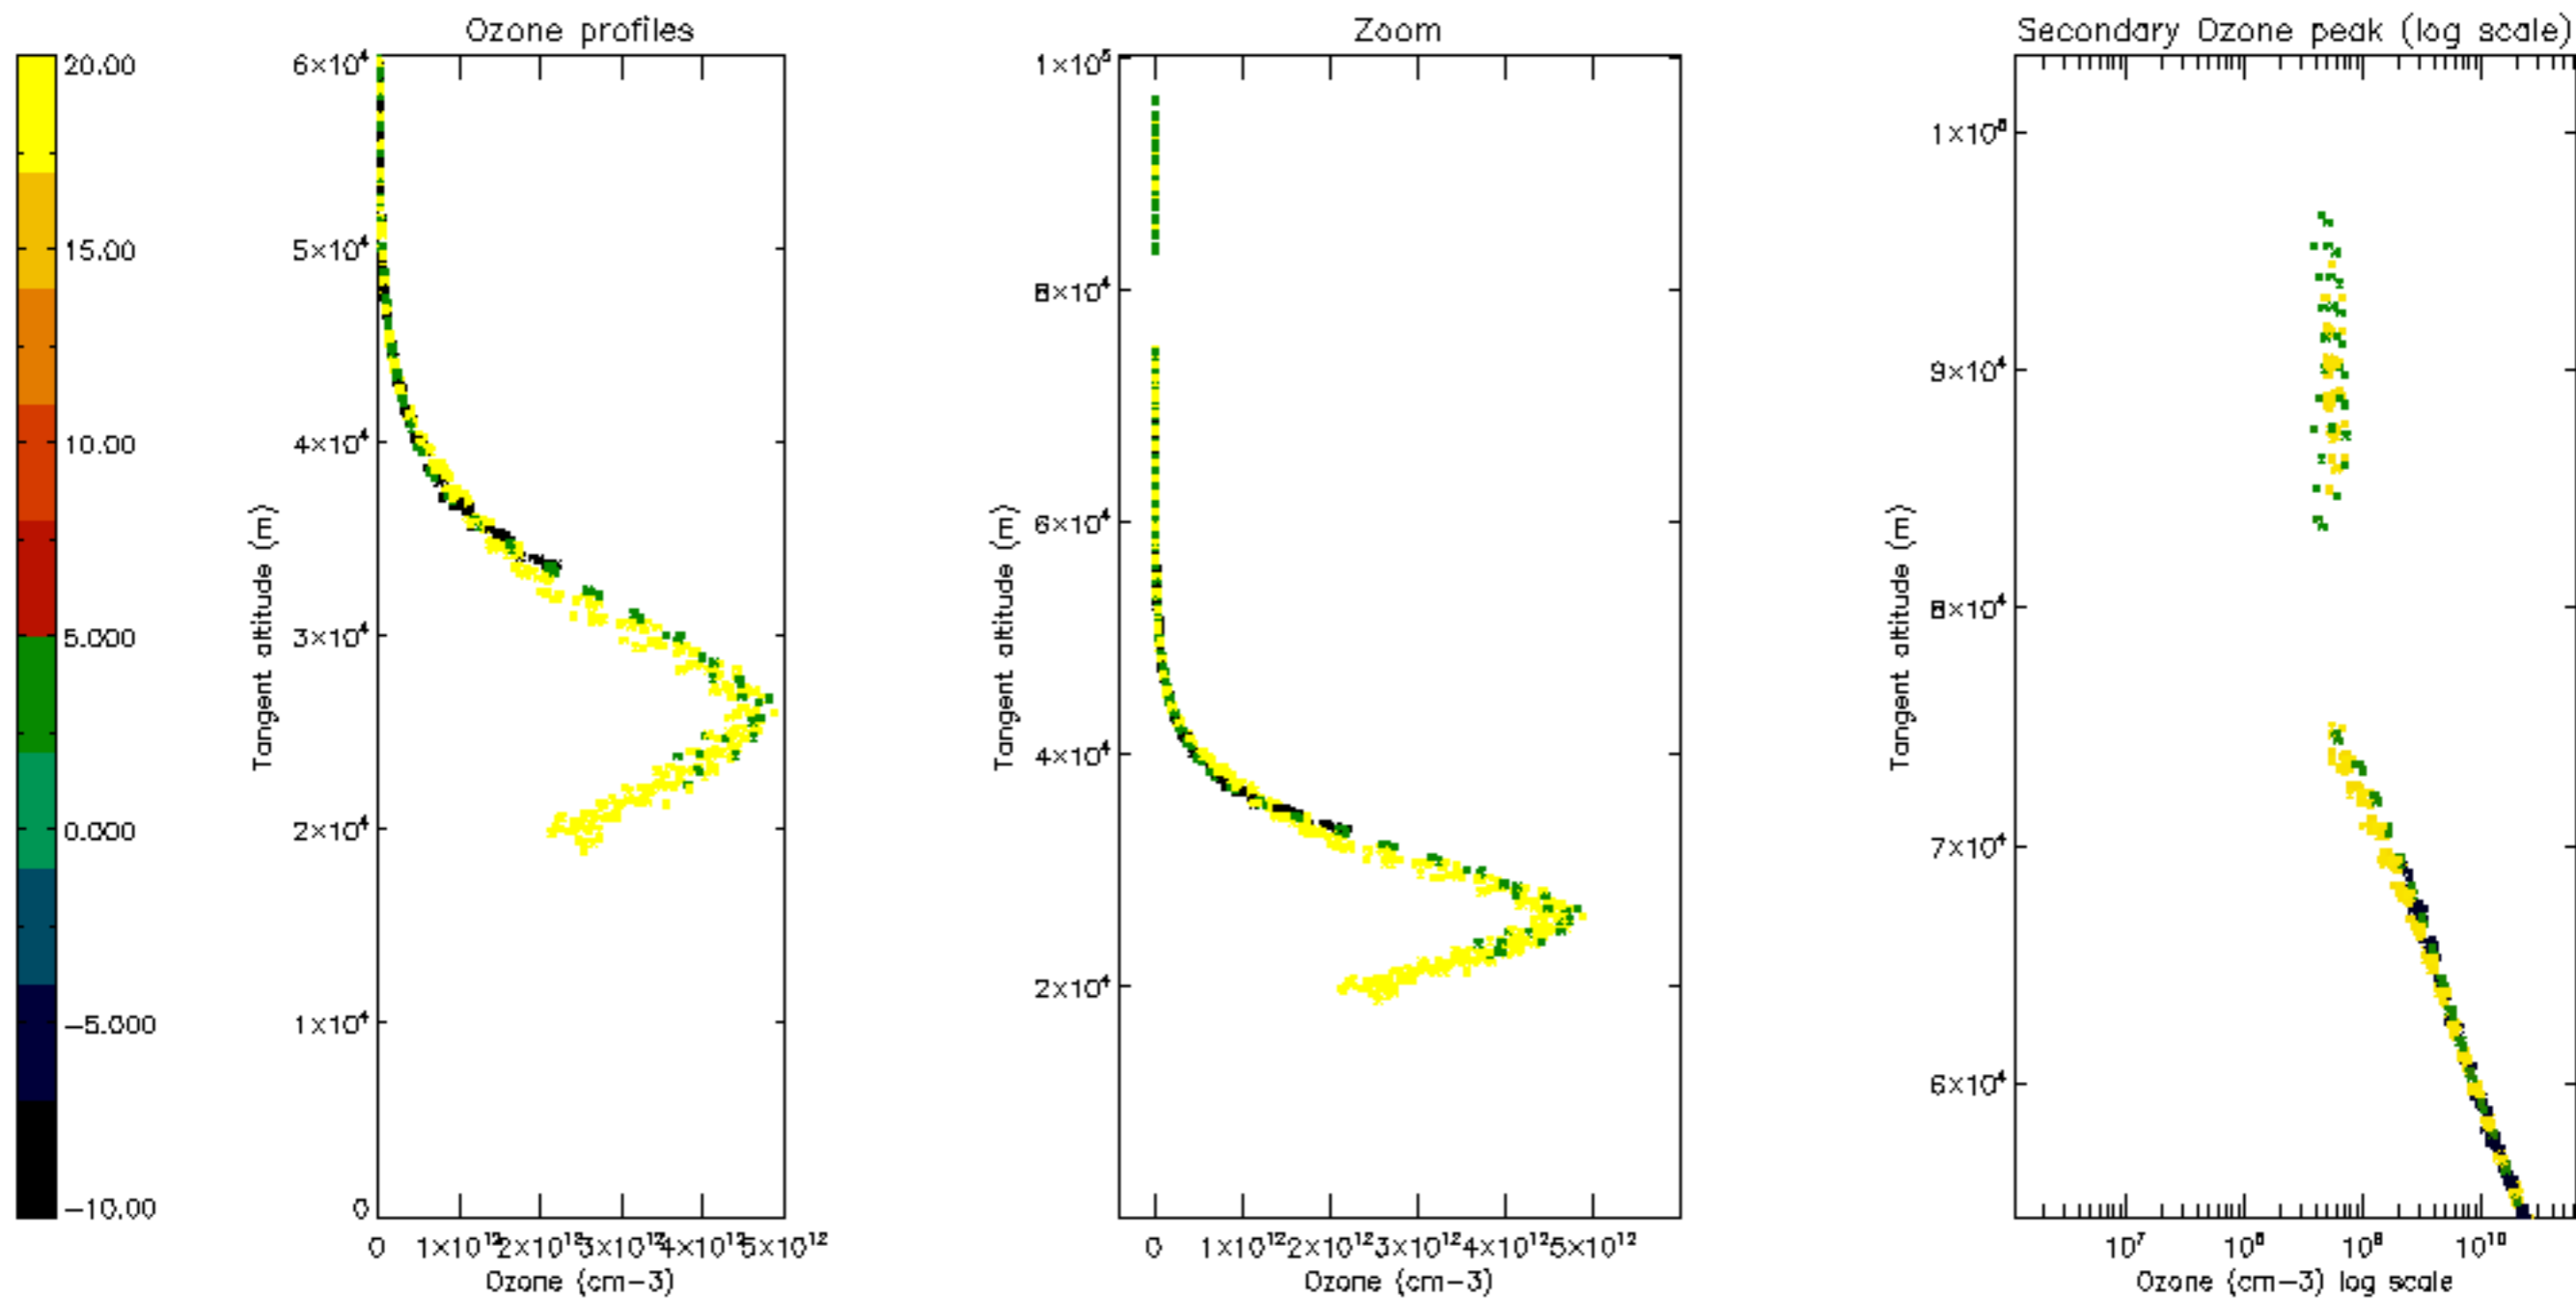 Ozone profiles
Zoom
Secondary Ozone peak (log scale)
20.00
15.00
10.00
5.000
0.000
-5.000
-10.00
6×10⁴
5×10⁴
4×10⁴
3×10⁴
2×10⁴
1×10⁴
0
Tangent altitude (m)
0 1×10¹² 2×10¹² 3×10¹² 4×10¹² 5×10¹²
Ozone (cm-3)
1×10⁵
8×10⁴
6×10⁴
4×10⁴
2×10⁴
Tangent altitude (m)
0 1×10¹² 2×10¹² 3×10¹² 4×10¹² 5×10¹²
Ozone (cm-3)
1×10⁵
9×10⁴
8×10⁴
7×10⁴
6×10⁴
Tangent altitude (m)
10⁷ 10⁸ 10⁹ 10¹⁰
Ozone (cm-3) log scale